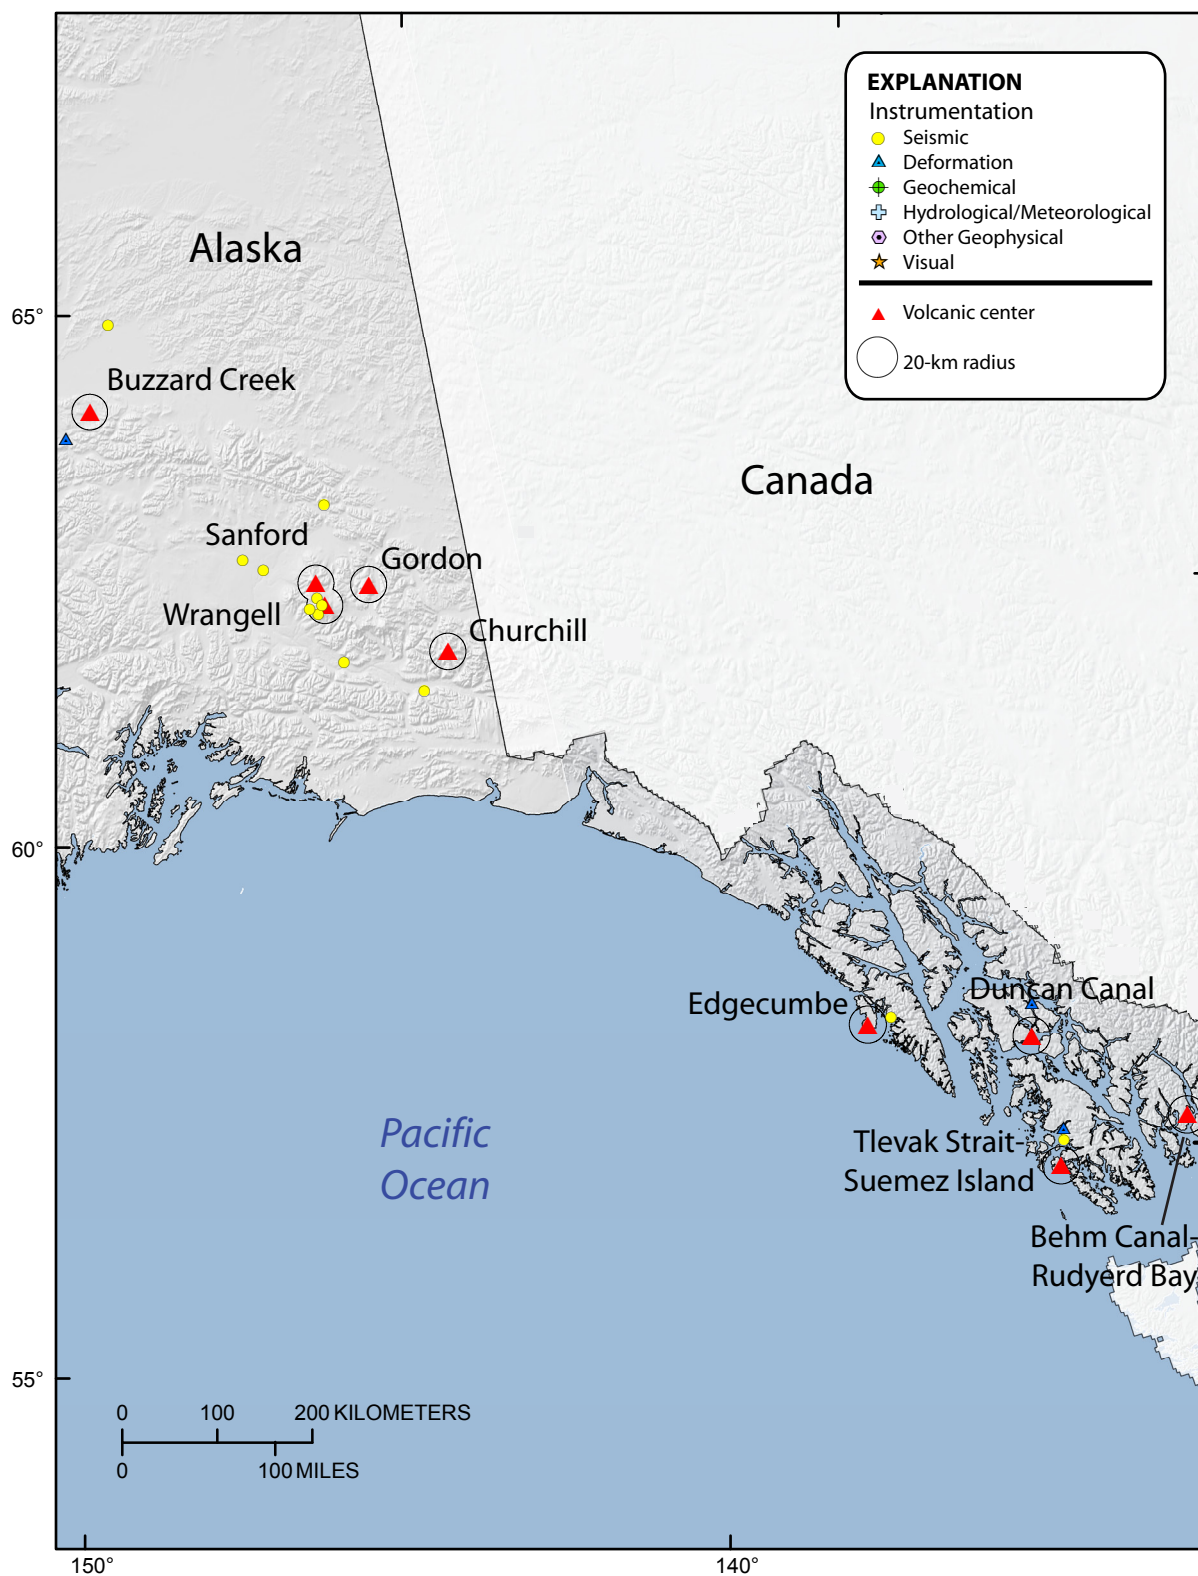 EXPLANATION
Instrumentation
Seismic
Deformation
Geochemical
Hydrological/Meteorological
Other Geophysical
Visual
Volcanic center
20-km radius
Alaska
65°
Buzzard Creek
Canada
Sanford
Gordon
Wrangell
Churchill
60°
Duncan Canal
Edgecumbe
Pacific
Ocean
Tlevak Strait-
Suemez Island
Behm Canal-
Rudyerd Bay
55°
0 100 200 KILOMETERS
0 100 MILES
150° 140°